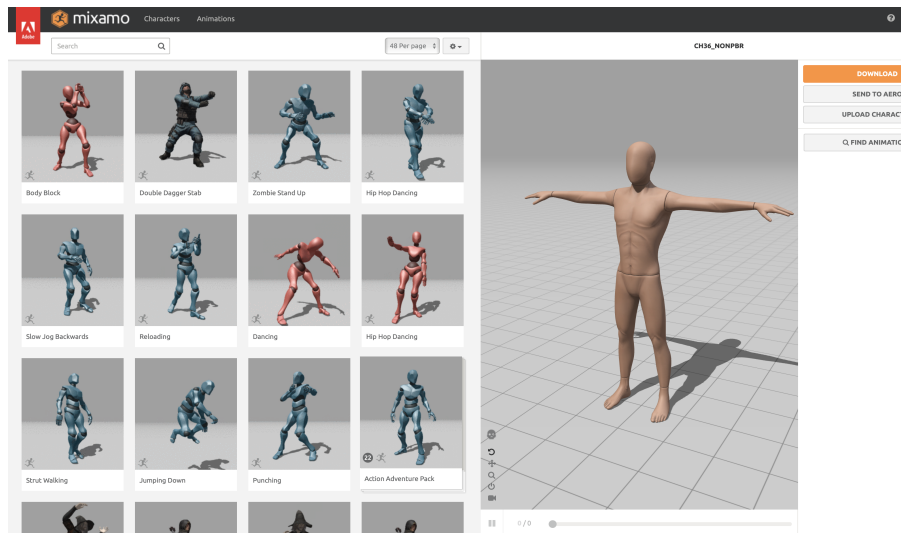 Adobe
mixamo
Characters
Animations
Search
48 Per page
CH36_NONPBR
DOWNLOAD
SEND TO AERO
UPLOAD CHARAC
FIND ANIMATIO
Body Block
Double Dagger Stab
Zombie Stand Up
Hip Hop Dancing
Slow Jog Backwards
Reloading
Dancing
Hip Hop Dancing
Strut Walking
Jumping Down
Punching
22
Action Adventure Pack
0 / 0